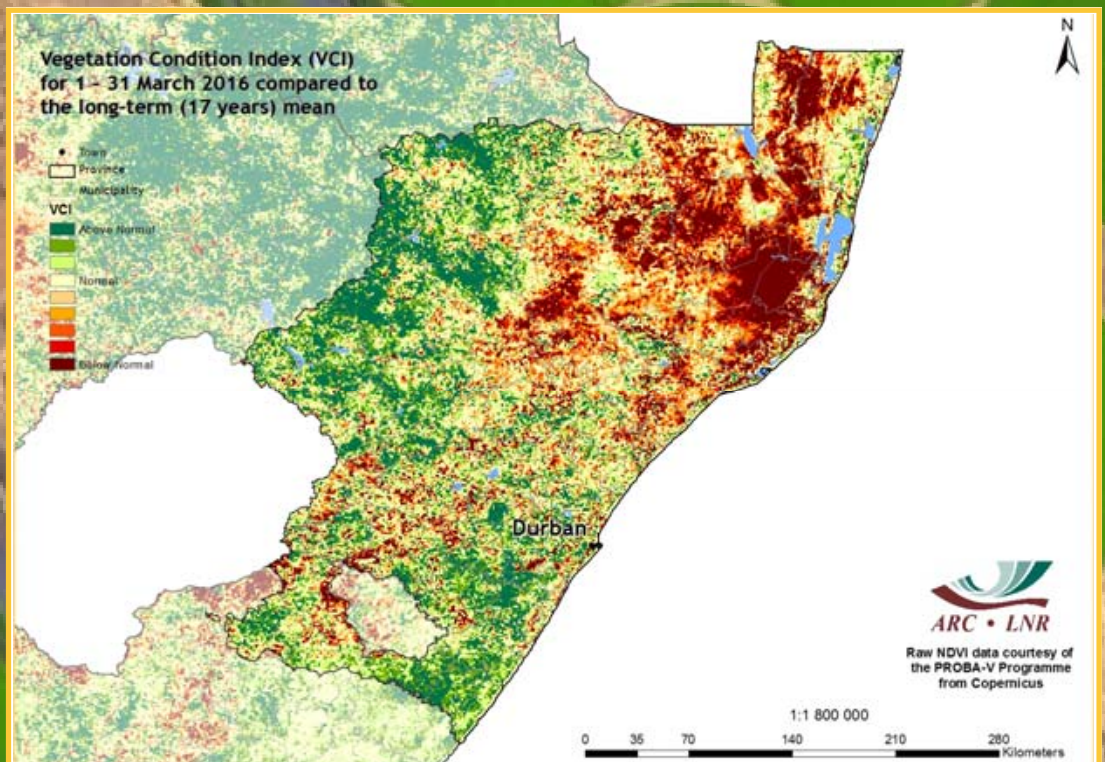 Vegetation Condition Index (VCI)
for 1 - 31 March 2016 compared to
the long-term (17 years) mean
Town
Province
Municipality
VCI
Above Normal
Normal
Below Normal
N
Durban
ARC • LNR
Raw NDVI data courtesy of
the PROBA-V Programme
from Copernicus
1:1 800 000
0 35 70 140 210 280
Kilometers